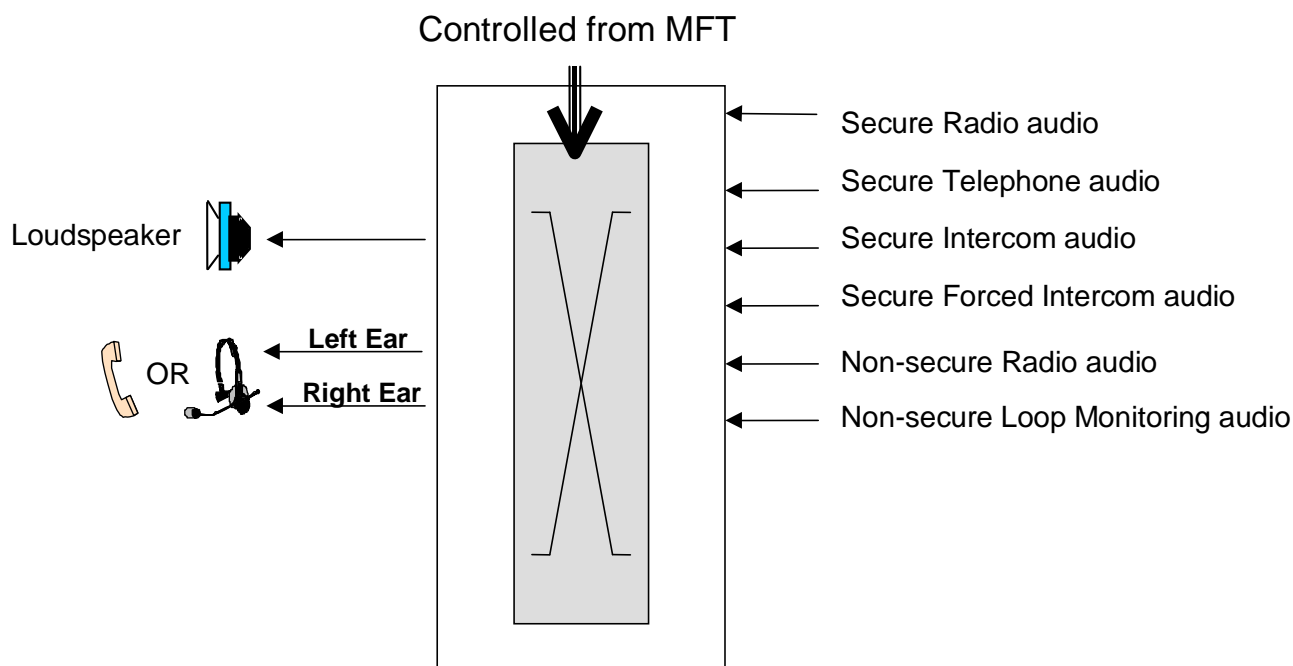 Controlled from MFT
Secure Radio audio
Secure Telephone audio
Loudspeaker
Secure Intercom audio
Secure Forced Intercom audio
Left Ear
OR
Right Ear
Non-secure Radio audio
Non-secure Loop Monitoring audio